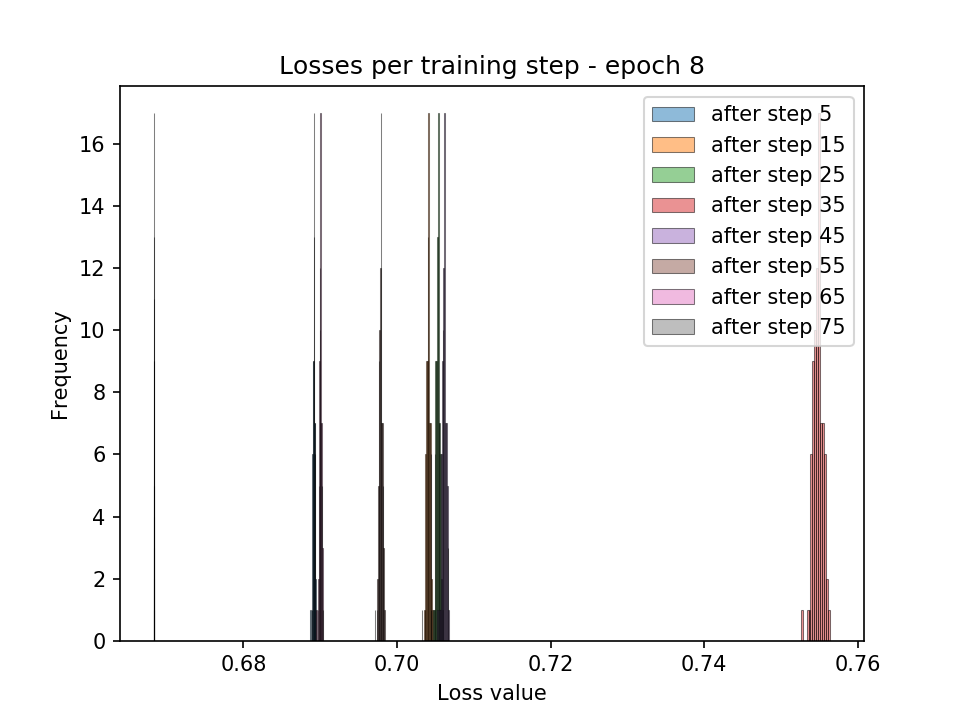 Losses per training step - epoch 8
after step 5
after step 15
after step 25
after step 35
after step 45
after step 55
after step 65
after step 75
Frequency
16
14
12
10
8
6
4
2
0
0.68 0.70 0.72 0.74 0.76
Loss value